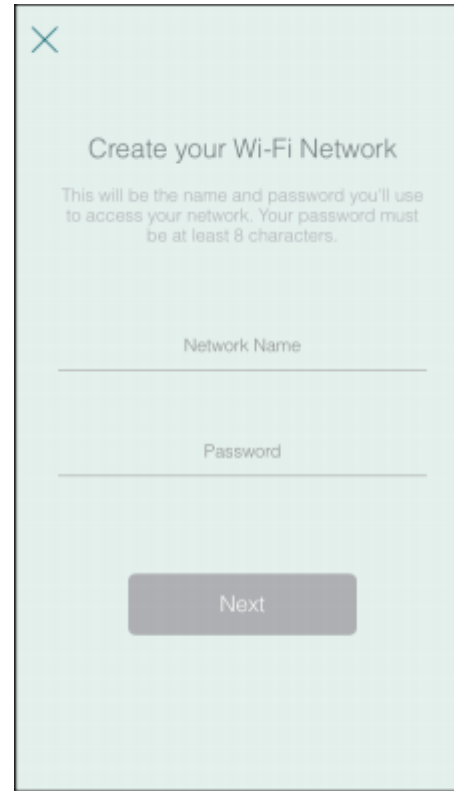 Create your Wi-Fi Network
This will be the name and password you'll use
to access your network. Your password must
be at least 8 characters.
Network Name
Password
Next